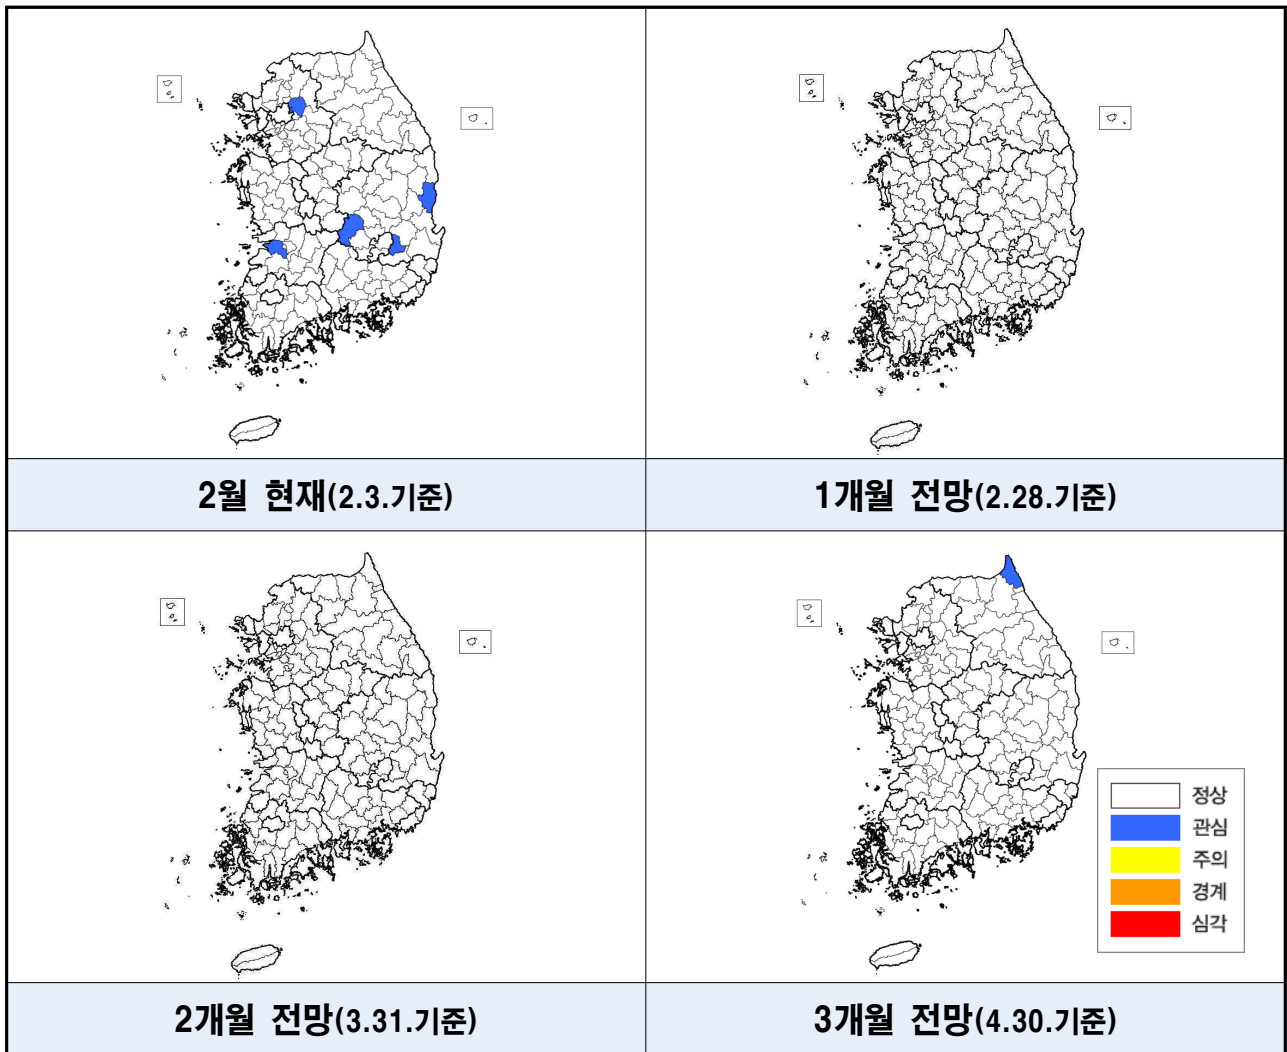 2월 현재(2.3.기준)
1개월 전망(2.28.기준)
정상
관심
주의
경계
심각
2개월 전망(3.31.기준)
3개월 전망(4.30.기준)